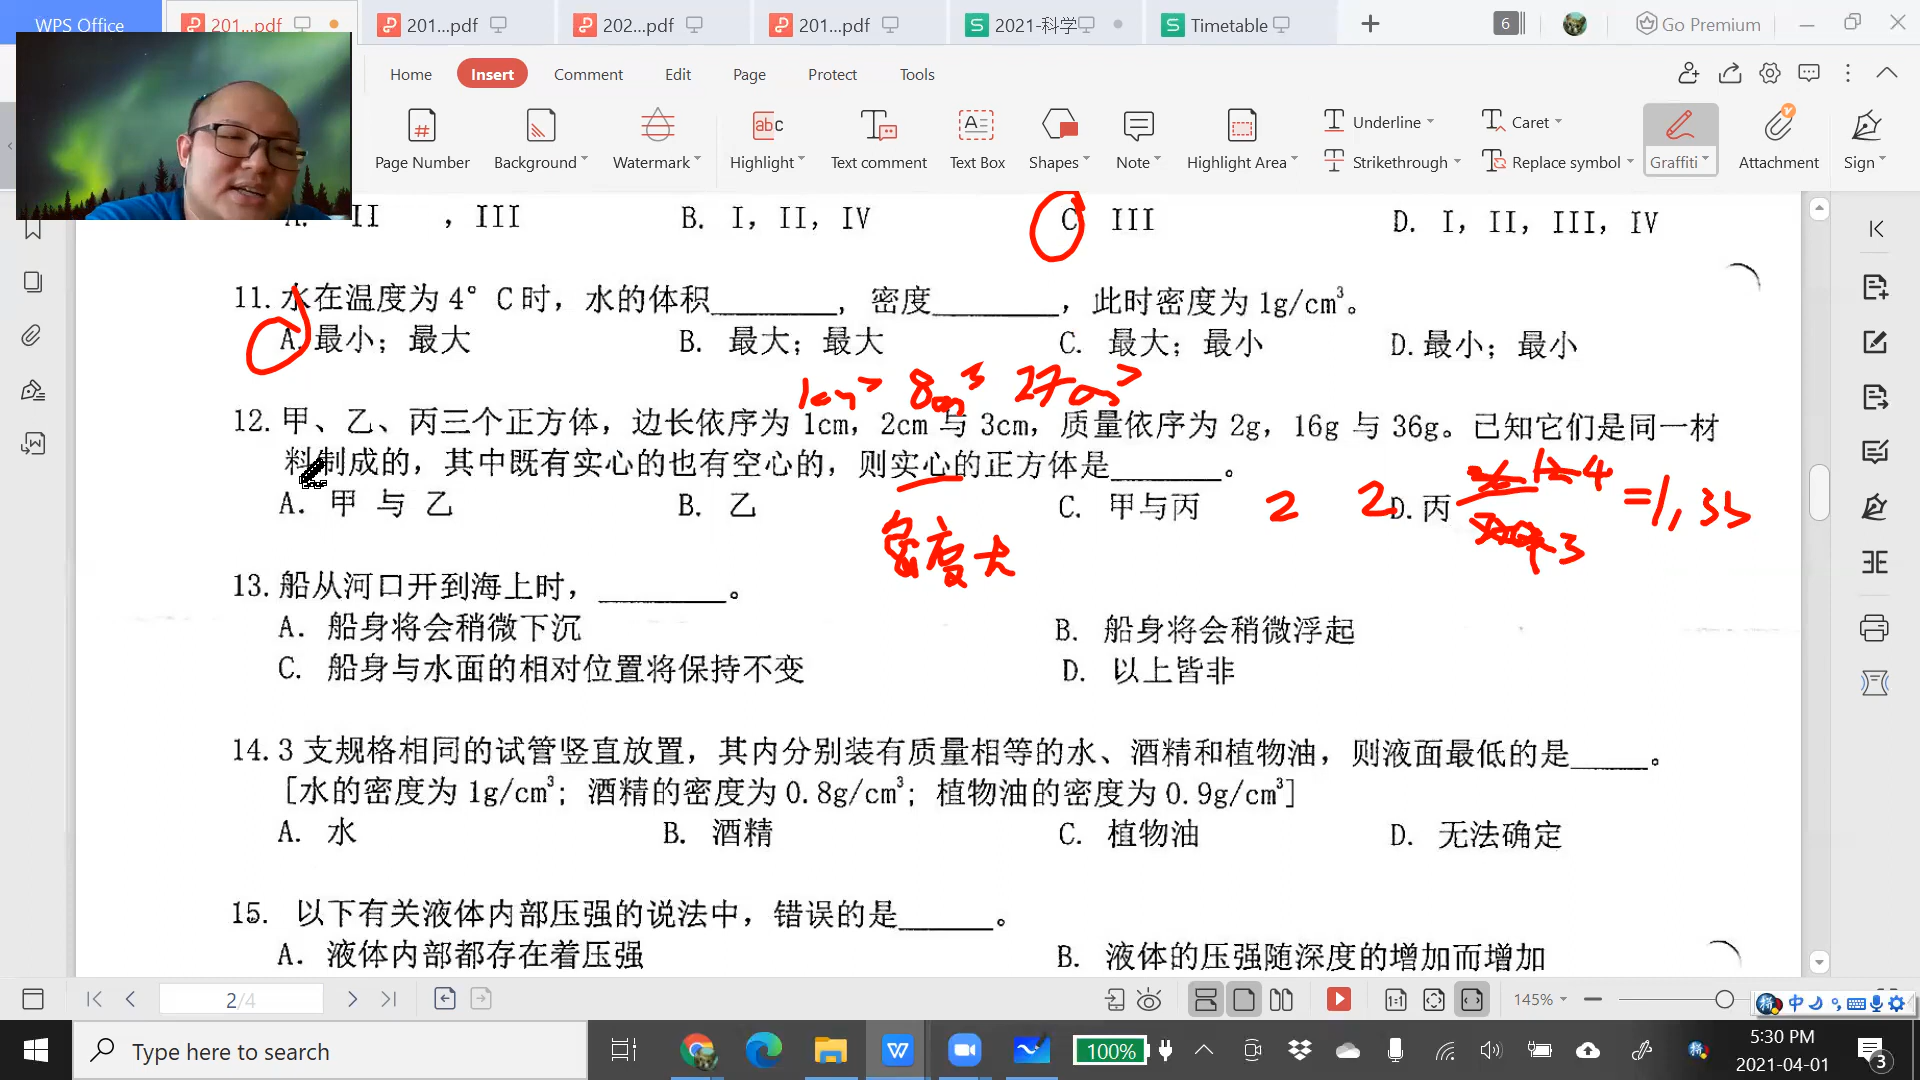 WPS Office 201...pdf 201...pdf 202...pdf 201...pdf 2021-科学 Timetable 6 Go Premium
Home Insert Comment Edit Page Protect Tools
Underline Caret
Page Number Background Watermark Highlight Text comment Text Box Shapes Note Highlight Area Strikethrough Replace symbol Graffiti Attachment Sign
A. II , III B. I, II, IV C III D. I, II, III, IV
11. 水在温度为 4° C时, 水的体积________, 密度________, 此时密度为 1g/cm³。
A. 最小; 最大 B. 最大; 最大 C. 最大; 最小 D. 最小; 最小
1cm³ 8cm³ 27cm³
12. 甲、乙、丙三个正方体, 边长依序为 1cm, 2cm 与 3cm, 质量依序为 2g, 16g 与 36g。已知它们是同一材
料制成的, 其中既有实心的也有空心的, 则实心的正方体是_______。
A. 甲 与 乙 B. 乙 C. 甲与丙 D. 丙
2 2 4 =1.33
3
密度大
13. 船从河口开到海上时, ________。
A. 船身将会稍微下沉 B. 船身将会稍微浮起
C. 船身与水面的相对位置将保持不变 D. 以上皆非
14. 3 支规格相同的试管竖直放置, 其内分别装有质量相等的水、酒精和植物油, 则液面最低的是_____。
[水的密度为 1g/cm³; 酒精的密度为 0.8g/cm³; 植物油的密度为 0.9g/cm³]
A. 水 B. 酒精 C. 植物油 D. 无法确定
15. 以下有关液体内部压强的说法中, 错误的是______。
A. 液体内部都存在着压强 B. 液体的压强随深度的增加而增加
2/4 145% 中
Type here to search 100% 5:30 PM
2021-04-01 3